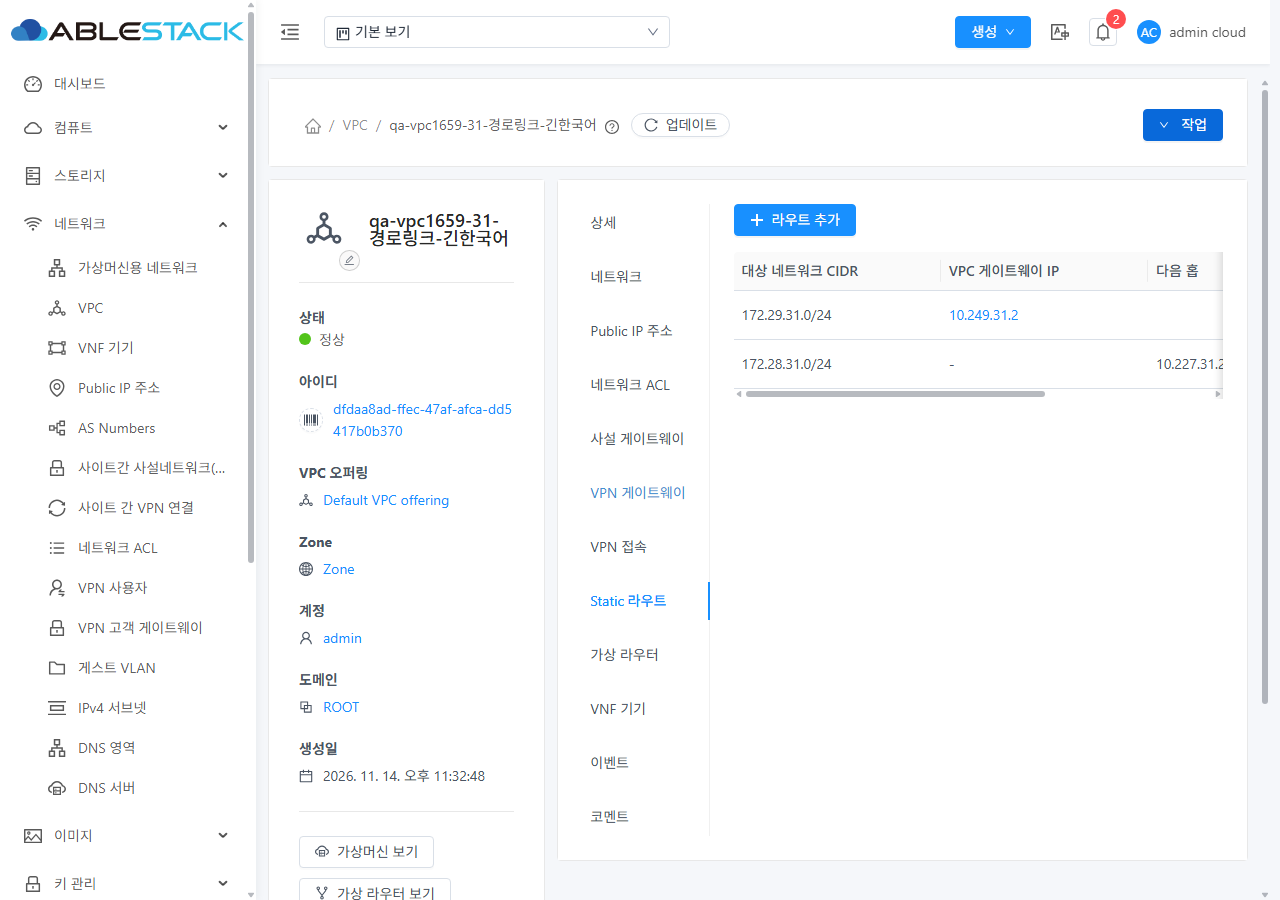 ABLESTACK
기본 보기
생성
2
AC
admin cloud
대시보드
컴퓨트
스토리지
네트워크
가상머신용 네트워크
VPC
VNF 기기
Public IP 주소
AS Numbers
사이트간 사설네트워크(...
사이트 간 VPN 연결
네트워크 ACL
VPN 사용자
VPN 고객 게이트웨이
게스트 VLAN
IPv4 서브넷
DNS 영역
DNS 서버
이미지
키 관리
/ VPC / qa-vpc1659-31-경로링크-긴한국어
업데이트
작업
qa-vpc1659-31-
경로링크-긴한국어
상태
정상
아이디
dfdaa8ad-ffec-47af-afca-dd5
417b0b370
VPC 오퍼링
Default VPC offering
Zone
Zone
계정
admin
도메인
ROOT
생성일
2026. 11. 14. 오후 11:32:48
가상머신 보기
가상 라우터 보기
상세
네트워크
Public IP 주소
네트워크 ACL
사설 게이트웨이
VPN 게이트웨이
VPN 접속
Static 라우트
가상 라우터
VNF 기기
이벤트
코멘트
라우트 추가
대상 네트워크 CIDR VPC 게이트웨이 IP 다음 홉
172.29.31.0/24 10.249.31.2
172.28.31.0/24 - 10.227.31.2